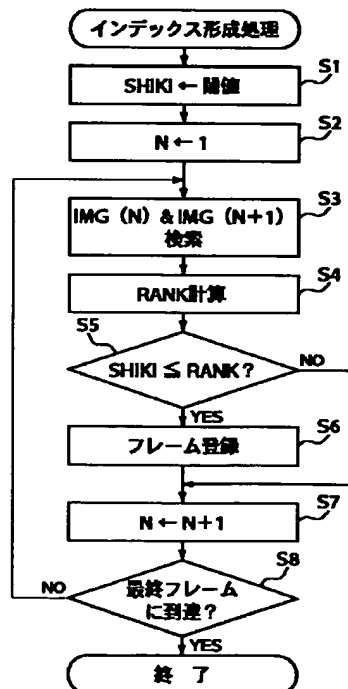 インデックス形成処理
S1
SHIKI ← 閾値
S2
N ← 1
S3
IMG (N) & IMG (N+1)
検索
S4
RANK計算
S5
SHIKI ≦ RANK?
NO
YES
S6
フレーム登録
S7
N ← N+1
S8
最終フレーム
に到達?
NO
YES
終 了